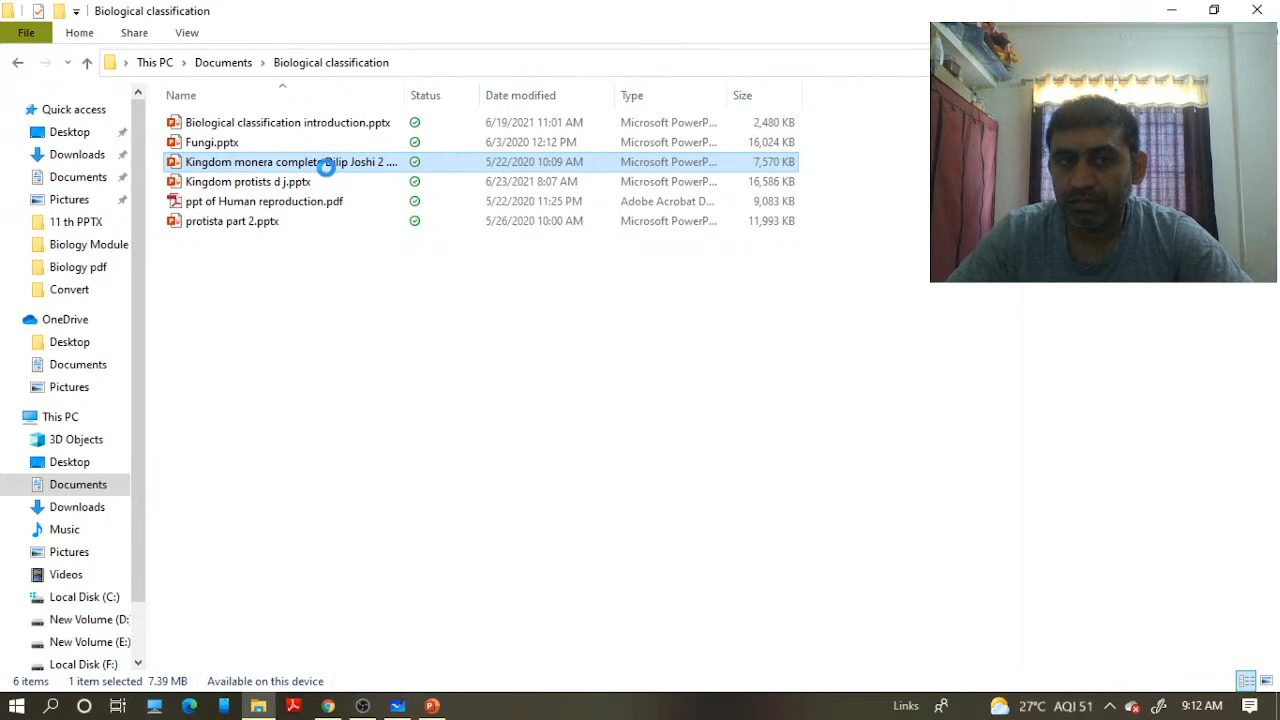 Biological classification
File Home Share View
This PC Documents Biological classification
Name Status Date modified Type Size
Quick access
Desktop
Downloads
Documents
Pictures
11 th PPTX
Biology Module
Biology pdf
Convert
OneDrive
Desktop
Documents
Pictures
This PC
3D Objects
Desktop
Documents
Downloads
Music
Pictures
Videos
Local Disk (C:)
New Volume (D:
New Volume (E:)
Local Disk (F:)
Biological classification introduction.pptx 6/19/2021 11:01 AM Microsoft PowerP... 2,480 KB
Fungi.pptx 6/3/2020 12:12 PM Microsoft PowerP... 16,024 KB
Kingdom monera complete Dilip Joshi 2 .... 5/22/2020 10:09 AM Microsoft PowerP... 7,570 KB
Kingdom protists d j.pptx 6/23/2021 8:07 AM Microsoft PowerP... 16,586 KB
ppt of Human reproduction.pdf 5/22/2020 11:25 PM Adobe Acrobat D... 9,083 KB
protista part 2.pptx 5/26/2020 10:00 AM Microsoft PowerP... 11,993 KB
6 items 1 item selected 7.39 MB Available on this device
Links 27°C AQI 51 9:12 AM